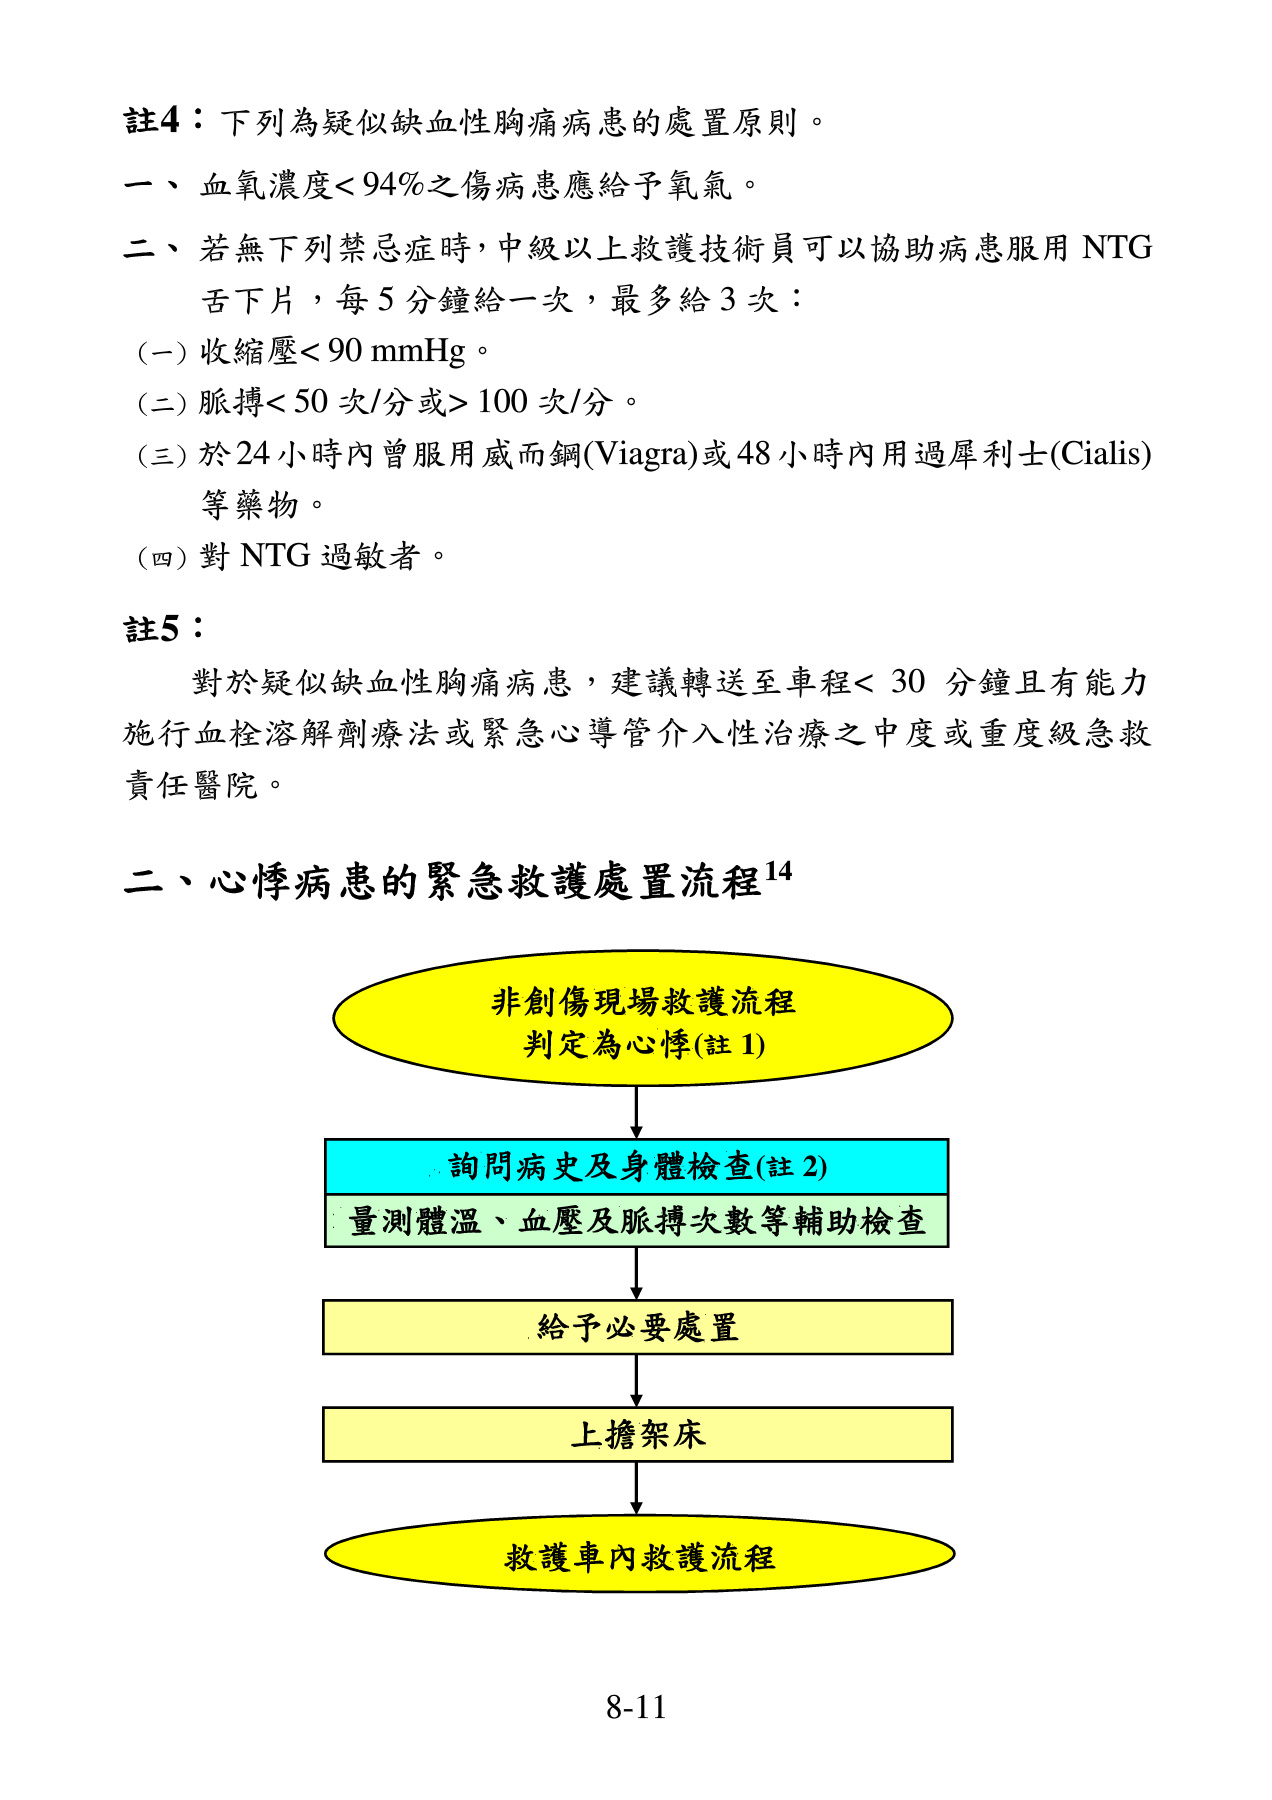 註4：下列為疑似缺血性胸痛病患的處置原則。
一、 血氧濃度< 94%之傷病患應給予氧氣。
二、 若無下列禁忌症時，中級以上救護技術員可以協助病患服用 NTG
舌下片，每 5 分鐘給一次，最多給 3 次：
（一）收縮壓< 90 mmHg。
（二）脈搏< 50 次/分或> 100 次/分。
（三）於 24 小時內曾服用威而鋼(Viagra)或 48 小時內用過犀利士(Cialis)
等藥物。
（四）對 NTG 過敏者。
註5：
對於疑似缺血性胸痛病患，建議轉送至車程< 30 分鐘且有能力
施行血栓溶解劑療法或緊急心導管介入性治療之中度或重度級急救
責任醫院。
二、心悸病患的緊急救護處置流程14
非創傷現場救護流程
判定為心悸(註 1)
詢問病史及身體檢查(註 2)
量測體溫、血壓及脈搏次數等輔助檢查
給予必要處置
上擔架床
救護車內救護流程
8-11